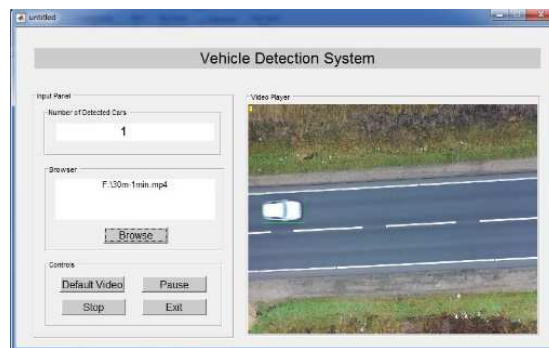 untitled
Vehicle Detection System
Input Panel
Number of Detected Cars
1
Browser
F:\30m-1min.mp4
Browse
Controls
Default Video
Pause
Stop
Exit
Video Player